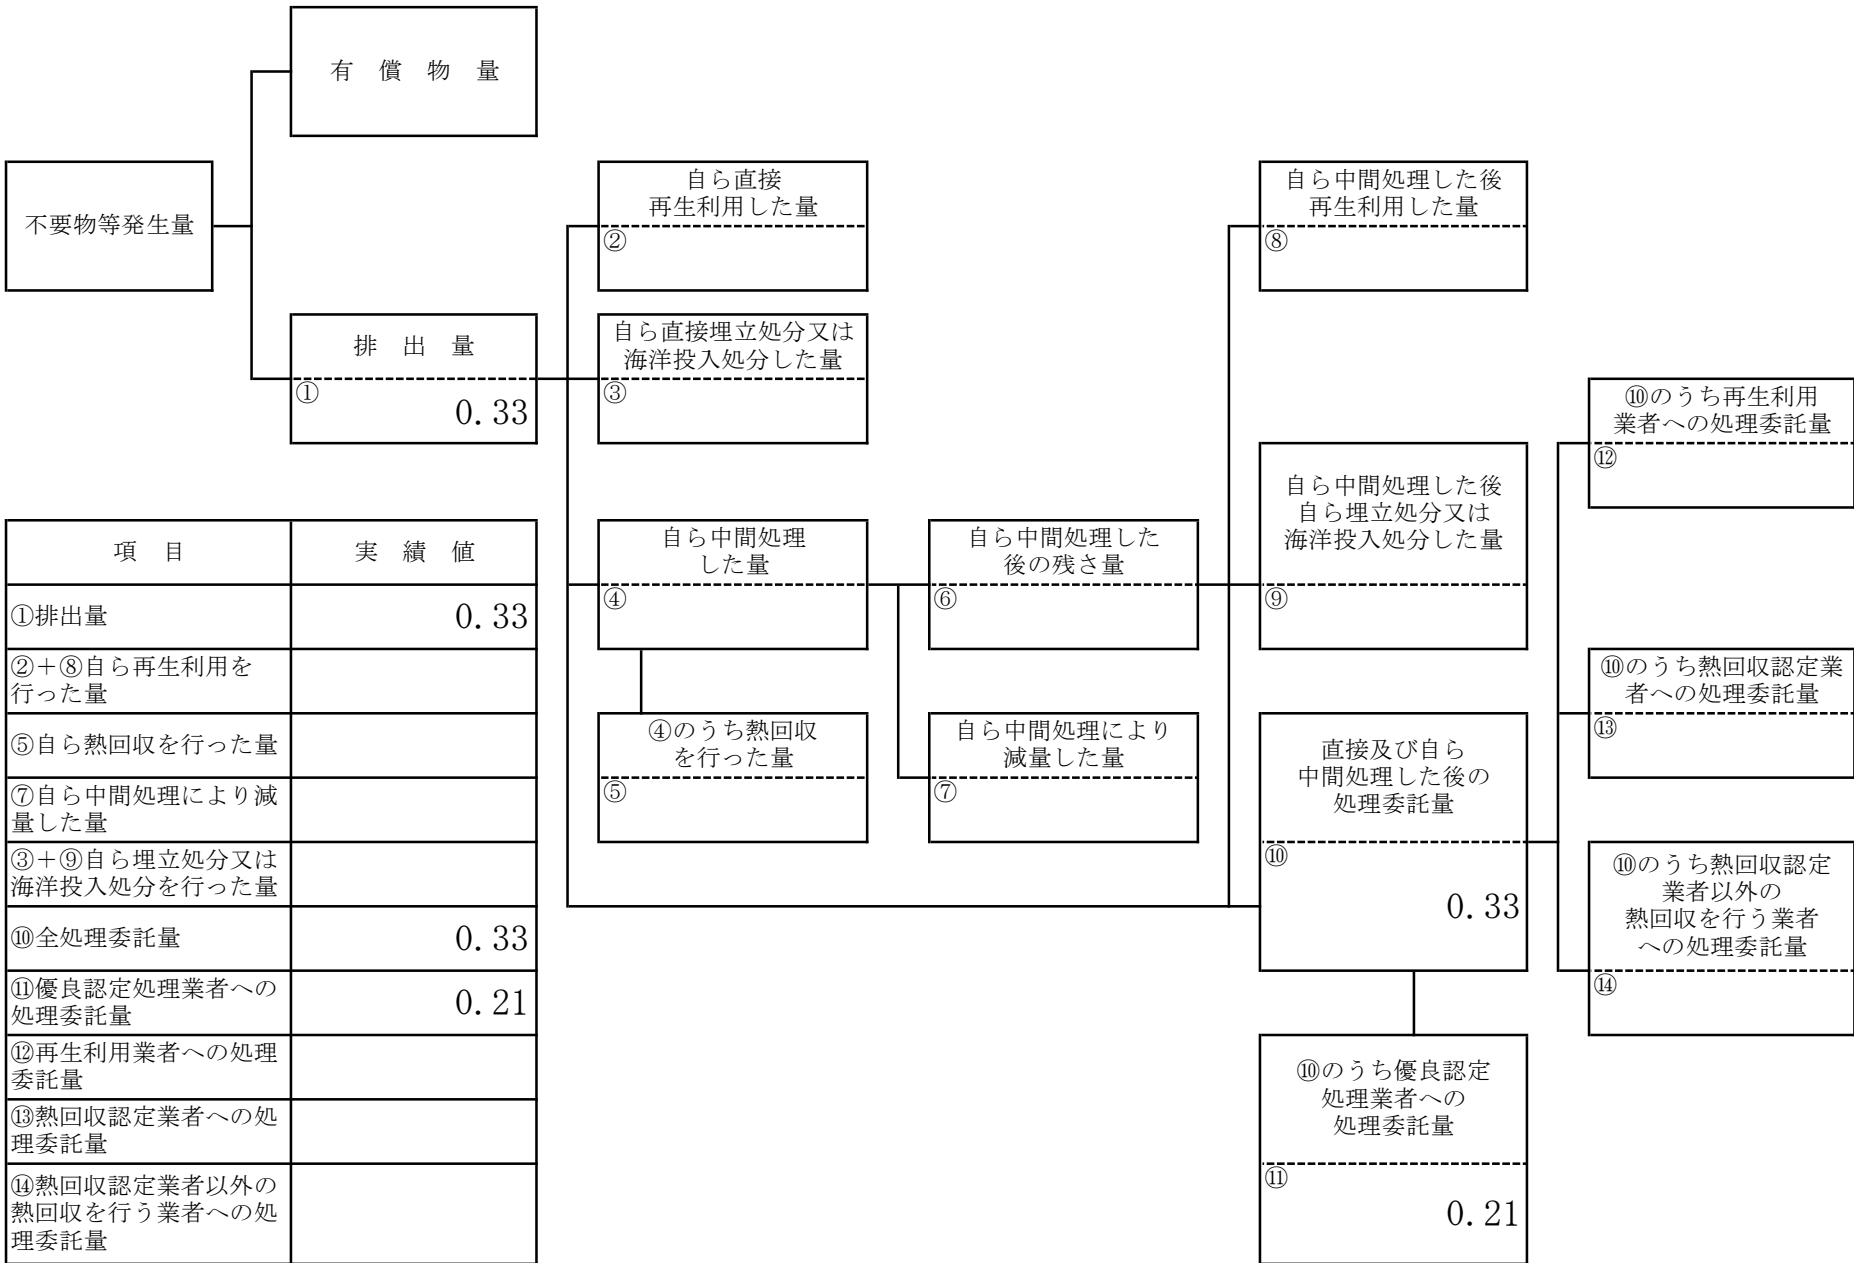 有 償 物 量
不要物等発生量
排 出 量
①
0.33
自ら直接
再生利用した量
②
自ら直接埋立処分又は
海洋投入処分した量
③
自ら中間処理
した量
④
④のうち熱回収
を行った量
⑤
自ら中間処理した
後の残さ量
⑥
自ら中間処理により
減量した量
⑦
自ら中間処理した後
再生利用した量
⑧
自ら中間処理した後
自ら埋立処分又は
海洋投入処分した量
⑨
直接及び自ら
中間処理した後の
処理委託量
⑩
0.33
⑩のうち優良認定
処理業者への
処理委託量
⑪
0.21
⑩のうち再生利用
業者への処理委託量
⑫
⑩のうち熱回収認定業
者への処理委託量
⑬
⑩のうち熱回収認定
業者以外の
熱回収を行う業者
への処理委託量
⑭
項 目 実 績 値
①排出量 0.33
②+⑧自ら再生利用を
行った量
⑤自ら熱回収を行った量
⑦自ら中間処理により減
量した量
③+⑨自ら埋立処分又は
海洋投入処分を行った量
⑩全処理委託量 0.33
⑪優良認定処理業者への
処理委託量 0.21
⑫再生利用業者への処理
委託量
⑬熱回収認定業者への処
理委託量
⑭熱回収認定業者以外の
熱回収を行う業者への処
理委託量